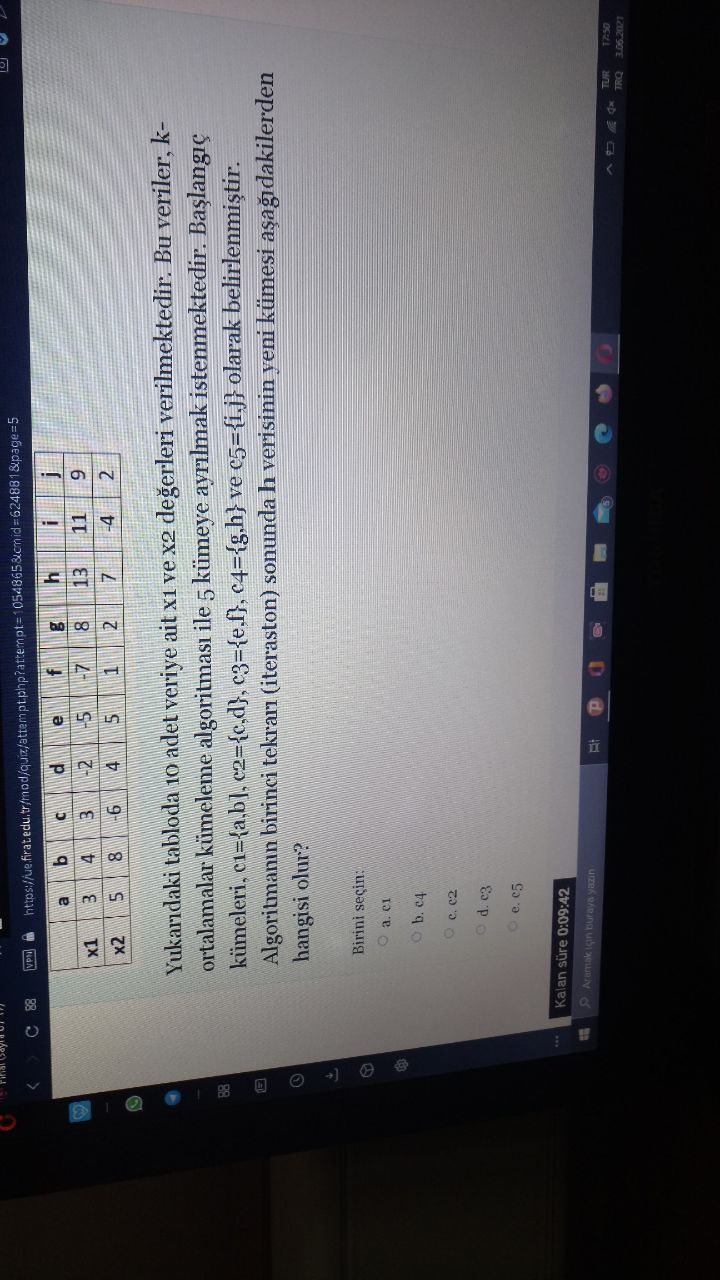 https://ue.firat.edu.tr/mod/quiz/attempt.php?attempt=1054865&cmid=624881&page=5
VPN
a b c d e f g h i j
x1 3 4 3 -2 -5 -7 8 13 11 9
x2 5 8 -6 4 5 1 2 7 -4 2
Yukarıdaki tabloda 10 adet veriye ait x1 ve x2 değerleri verilmektedir. Bu veriler, k-
ortalamalar kümeleme algoritması ile 5 kümeye ayrılmak istenmektedir. Başlangıç
kümeleri, c1={a,b}, c2={c,d}, c3={e,f}, c4={g,h} ve c5={i,j} olarak belirlenmiştir.
Algoritmanın birinci tekrarı (iteraston) sonunda h verisinin yeni kümesi aşağıdakilerden
hangisi olur?
Birini seçin:
a. c1
b. c4
c. c2
d. c3
e. c5
Kalan süre 0:09:42
Aramak için buraya yazın
TUR
TRQ
17:50
3.06.2021